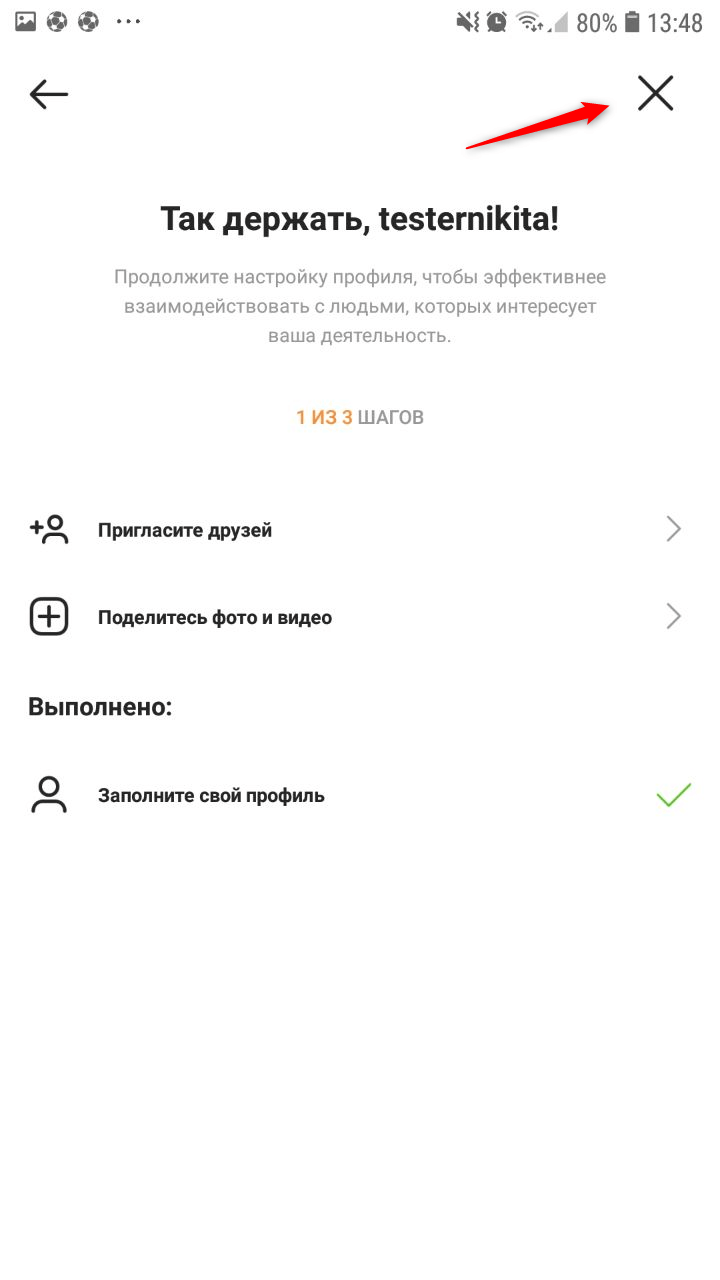 80% 13:48
Так держать, testernikita!
Продолжите настройку профиля, чтобы эффективнее
взаимодействовать с людьми, которых интересует
ваша деятельность.
1 ИЗ 3 ШАГОВ
Пригласите друзей
Поделитесь фото и видео
Выполнено:
Заполните свой профиль